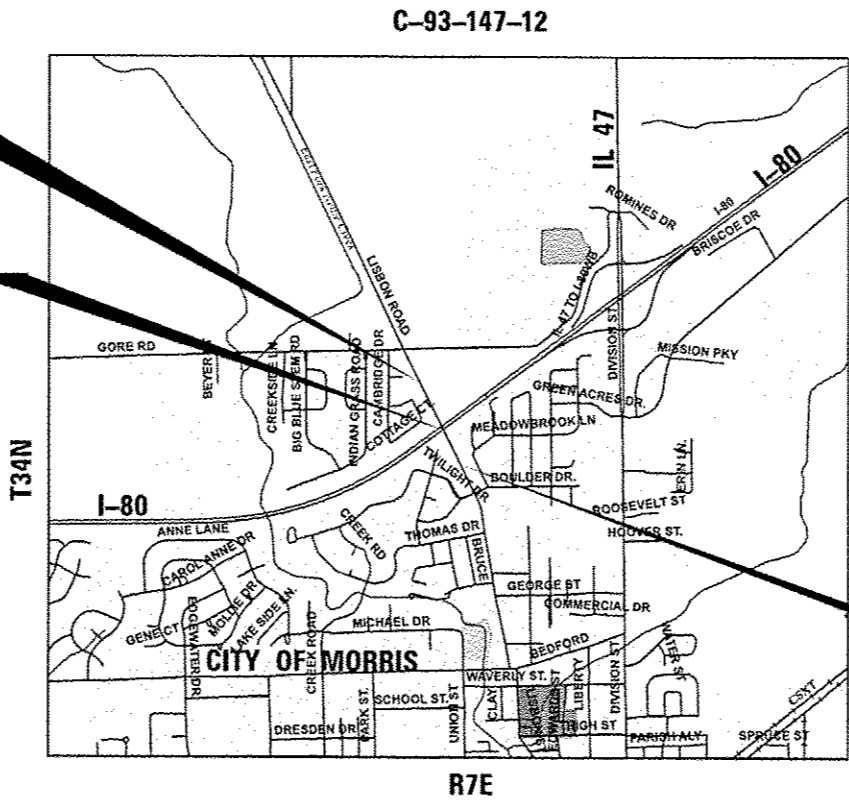 C–93–147–12
IL 47
I–80
I-80
ROMINES DR
BRISCOE DR
LISBON ROAD
IL-47 TO I-80WB
GORE RD
BEYER
CREEKSIDE LN
BIG BLUE STEM RD
INDIAN GRASS ROAD
CAMBRIDGE DR
COTTAGE CT
DIVISION ST.
MISSION PKY
GREEN ACRES DR.
MEADOWBROOK LN
T34N
TWILIGHT DR
BOULDER DR.
ERIN LN.
I–80
ROOSEVELT ST
HOOVER ST.
ANNE LANE
CREEK RD
THOMAS DR
BRUCE
CAROL ANNE DR
GEORGE ST
COMMERCIAL DR
GENE CT
EDGEWATER DR
MOLLIE DR
LAKE SIDE LN.
CREEK ROAD
MICHAEL DR
BEDFORD
WATER ST
CITY OF MORRIS
WAVERLY ST.
DIVISION ST
LIBERTY
EDWARDS ST
CLAY
SCHOOL ST.
PARK ST.
UNION ST
CSXT
DRESDEN DR
HIGH ST
PARISH ALY
SPRUCE ST
R7E